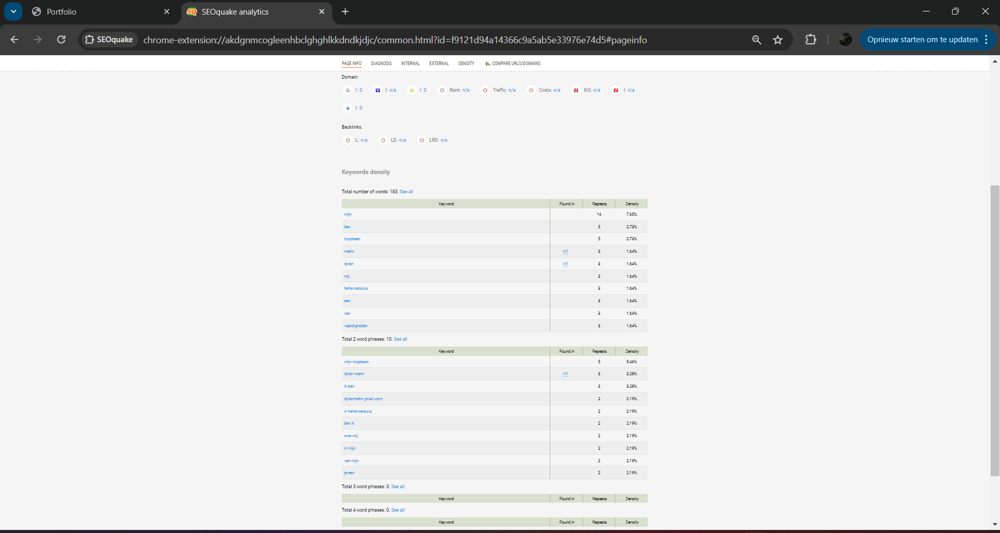 Portfolio
SEOquake analytics
SEOquake
chrome-extension://akdgnmcogleenhbclghghlkkdndkjdjc/common.html?id=f9121d94a14366c9a5ab5e33976e74d5#pageinfo
Opnieuw starten om te updaten
PAGE INFO DIAGNOSIS INTERNAL EXTERNAL DENSITY COMPARE URLS/DOMAINS
Domain:
I: 0 I: n/a I: 3 Rank: n/a Traffic: n/a Costs: n/a IKS: n/a I: n/a
I: 0
Backlinks:
L: n/a LD: n/a LRD: n/a
Keywords density
Total number of words: 183. See all
Keyword Found in Repeats Density
mijn 14 7.65%
ben 5 2.73%
loopbaan 5 2.73%
mahn H1 3 1.64%
dylan H1 3 1.64%
mij 3 1.64%
hellevoetsluis 3 1.64%
een 3 1.64%
van 3 1.64%
vaardigheden 3 1.64%
Total 2 word phrases: 10. See all
Keyword Found in Repeats Density
mijn loopbaan 5 5.46%
dylan mahn H1 3 3.28%
ik ben 3 3.28%
dylanmahn gmail.com 2 2.19%
in hellevoetsluis 2 2.19%
ben ik 2 2.19%
over mij 2 2.19%
in mijn 2 2.19%
van mijn 2 2.19%
je een 2 2.19%
Total 3 word phrases: 0. See all
Keyword Found in Repeats Density
Total 4 word phrases: 0. See all
Keyword Found in Repeats Density